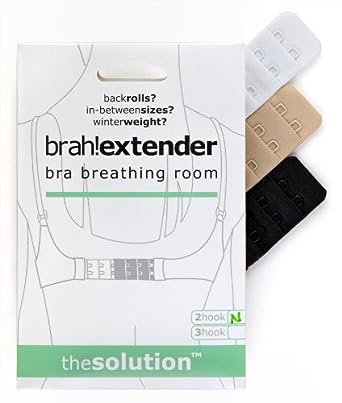 backrolls?
in-betweensizes?
winterweight?
brah!extender
bra breathing room
2hook
3hook
thesolution™